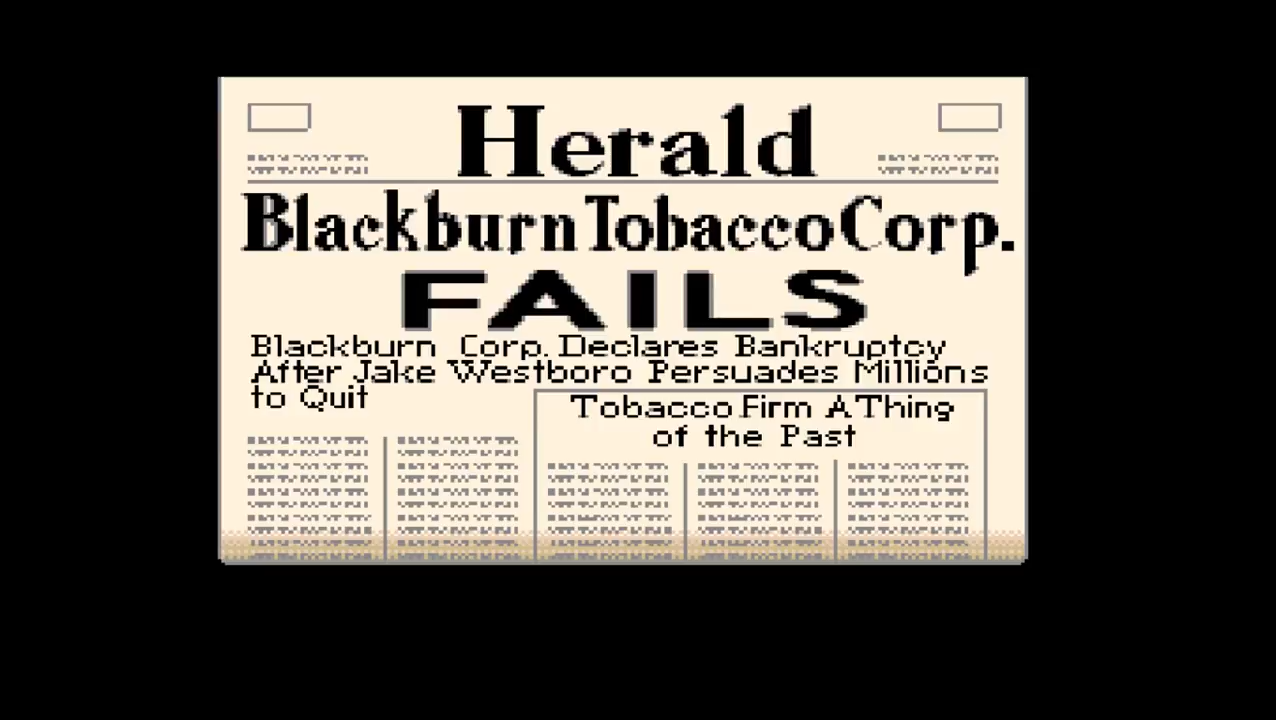 Herald
Blackburn Tobacco Corp.
FAILS
Blackburn Corp. Declares Bankruptcy
After Jake Westboro Persuades Millions
to Quit
Tobacco Firm A Thing
of the Past